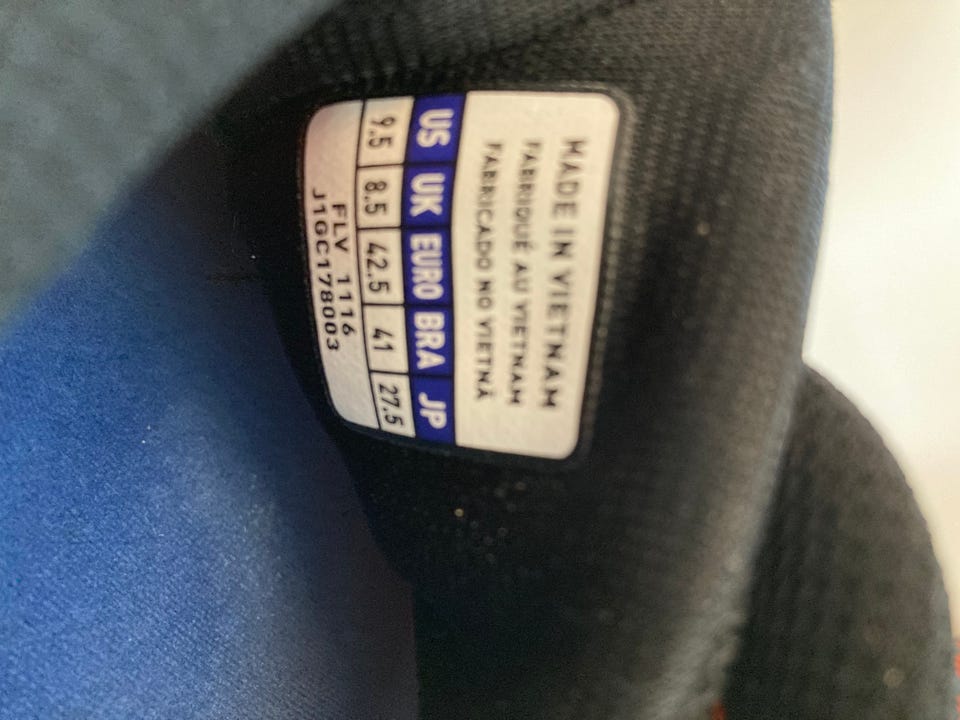 MADE IN VIETNAM
FABRIQUÉ AU VIETNAM
FABRICADO NO VIETNÃ
US UK EURO BRA JP
9.5 8.5 42.5 41 27.5
FLV 1116
J1GC178003